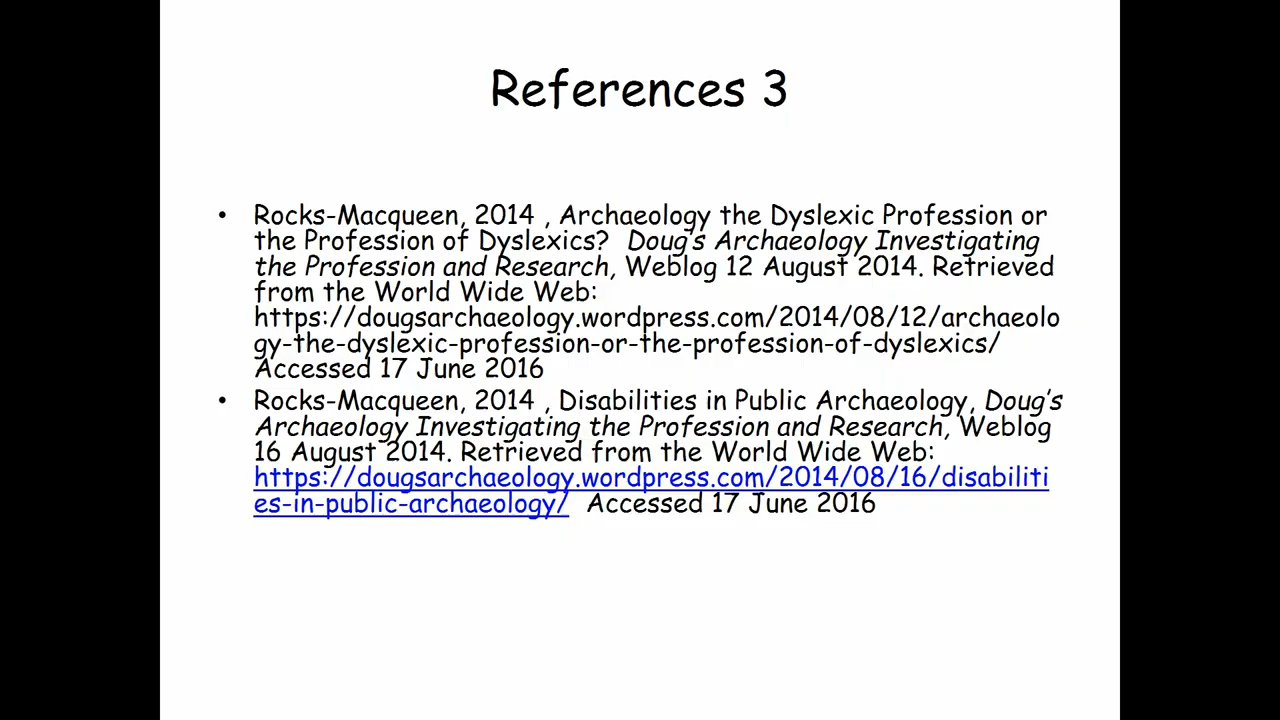 References 3
• Rocks-Macqueen, 2014 , Archaeology the Dyslexic Profession or
the Profession of Dyslexics? Doug's Archaeology Investigating
the Profession and Research, Weblog 12 August 2014. Retrieved
from the World Wide Web:
https://dougsarchaeology.wordpress.com/2014/08/12/archaeolo
gy-the-dyslexic-profession-or-the-profession-of-dyslexics/
Accessed 17 June 2016
• Rocks-Macqueen, 2014 , Disabilities in Public Archaeology, Doug’s
Archaeology Investigating the Profession and Research, Weblog
16 August 2014. Retrieved from the World Wide Web:
https://dougsarchaeology.wordpress.com/2014/08/16/disabiliti
es-in-public-archaeology/ Accessed 17 June 2016